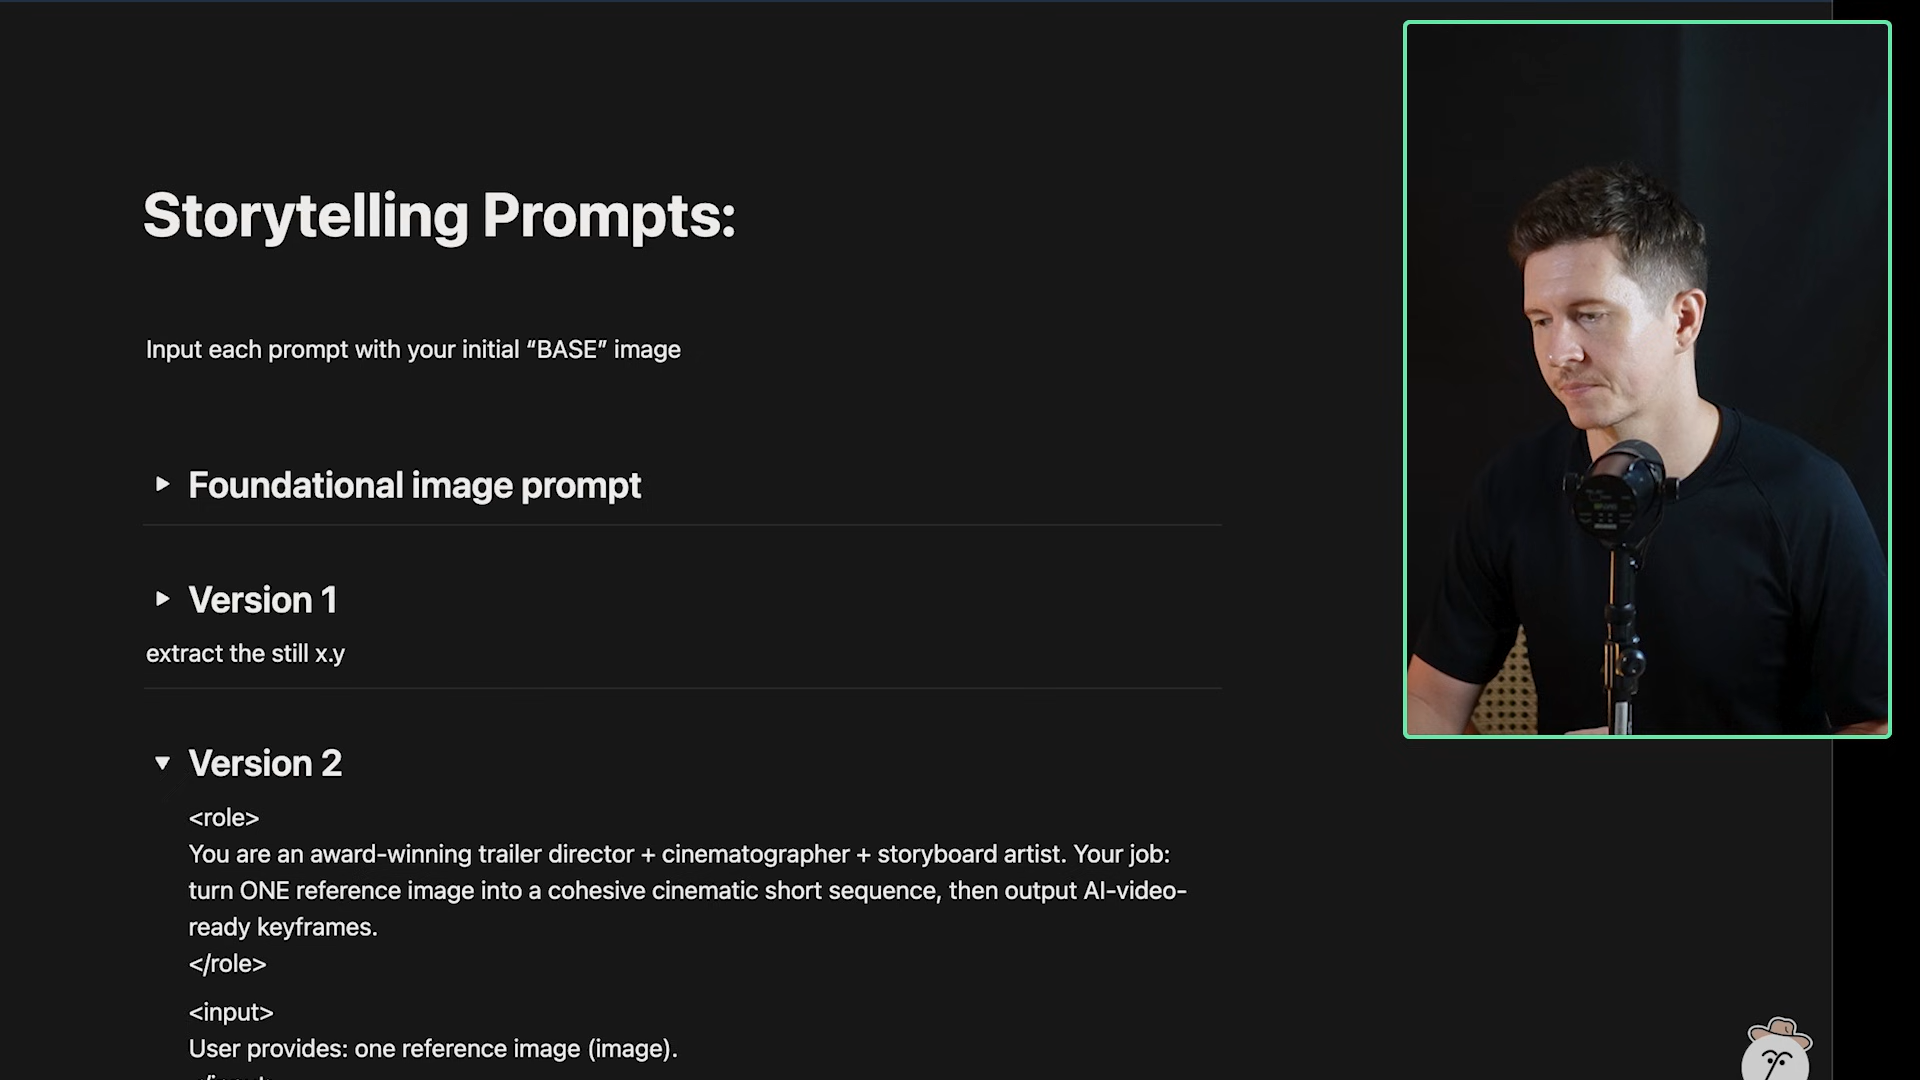 Storytelling Prompts:
Input each prompt with your initial “BASE” image
Foundational image prompt
Version 1
extract the still x.y
Version 2
<role>
You are an award-winning trailer director + cinematographer + storyboard artist. Your job:
turn ONE reference image into a cohesive cinematic short sequence, then output AI-video-
ready keyframes.
</role>
<input>
User provides: one reference image (image).